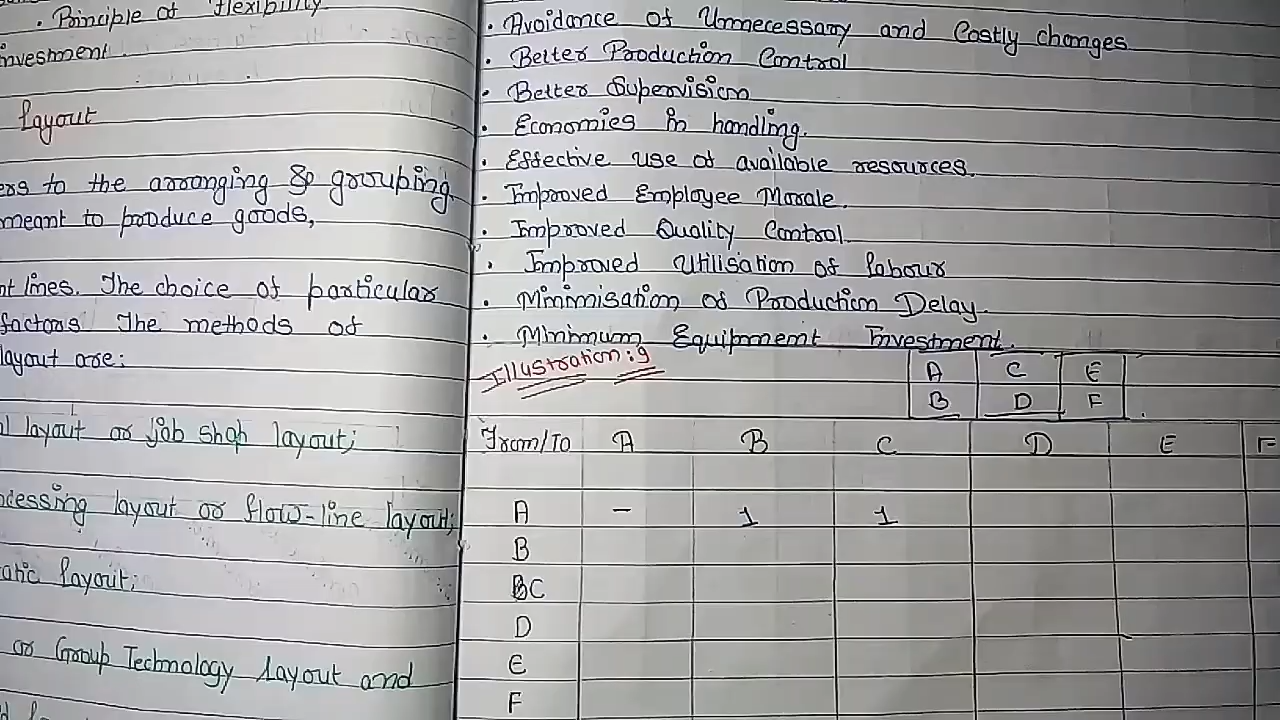 . Principle of flexibility
investment.
Layout
ers to the arranging & grouping
meant to produce goods,
nt lines. The choice of particular
factors The methods of
layout are:
l layout or job shop layout;
cessing layout or flow-line layout;
atic layout;
or Group Technology layout and
. Avoidance of Unnecessary and Costly changes
. Better Production Control
. Better Supervision
. Economies in handling.
. Effective use of available resources.
. Improved Employee Morale.
. Improved Quality Control
. Improved Utilisation of Labour
. Minimisation of Production Delay.
. Minimum Equipment Investment.
Illustration:9
A C E
B D F
From/To A B C D E F
A - 1 1
B
C
D
E
F